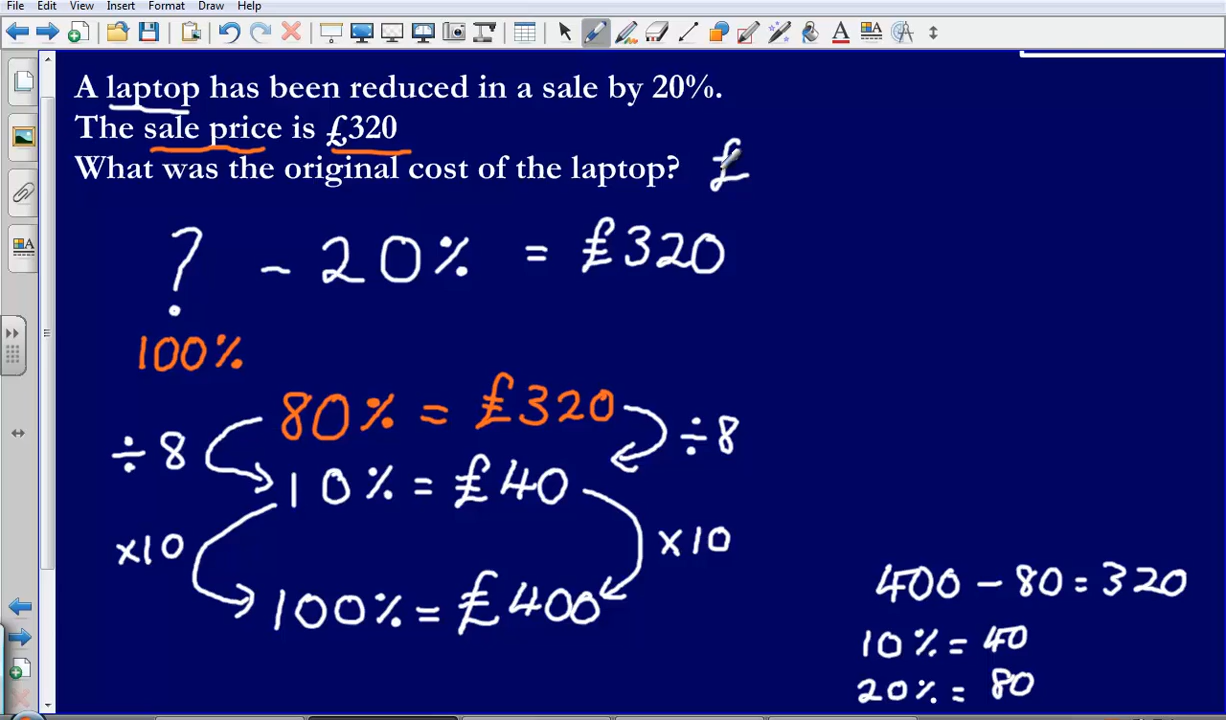 File Edit View Insert Format Draw Help
A laptop has been reduced in a sale by 20%.
The sale price is £320
What was the original cost of the laptop? £
? - 20% = £320
100%
80% = £320
÷8 ÷8
10% = £40
×10 ×10
100% = £400
400 - 80 = 320
10% = 40
20% = 80